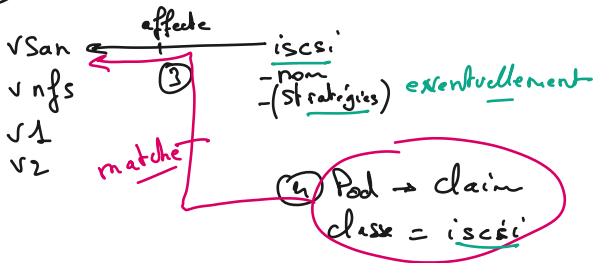 affecte
vSan
iscsi
- nom
-(Stratégies) eventuellement
3
v nfs
v1
v2
matche
4 Pod → claim
classe = iscsi